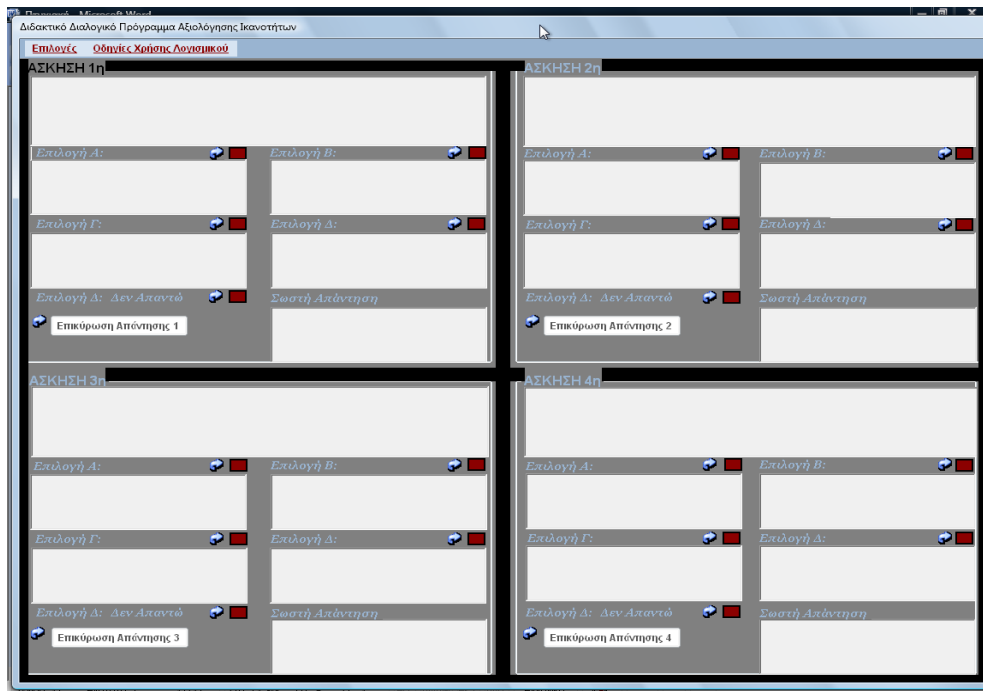 Περιγραφή - Microsoft Word
Διδακτικό Διαλογικό Πρόγραμμα Αξιολόγησης Ικανοτήτων
Επιλογές Οδηγίες Χρήσης Λογισμικού
ΑΣΚΗΣΗ 1η
Επιλογή Α: Επιλογή Β:
Επιλογή Γ: Επιλογή Δ:
Επιλογή Δ: Δεν Απαντώ Σωστή Απάντηση
Επικύρωση Απάντησης 1
ΑΣΚΗΣΗ 2η
Επιλογή Α: Επιλογή Β:
Επιλογή Γ: Επιλογή Δ:
Επιλογή Δ: Δεν Απαντώ Σωστή Απάντηση
Επικύρωση Απάντησης 2
ΑΣΚΗΣΗ 3η
Επιλογή Α: Επιλογή Β:
Επιλογή Γ: Επιλογή Δ:
Επιλογή Δ: Δεν Απαντώ Σωστή Απάντηση
Επικύρωση Απάντησης 3
ΑΣΚΗΣΗ 4η
Επιλογή Α: Επιλογή Β:
Επιλογή Γ: Επιλογή Δ:
Επιλογή Δ: Δεν Απαντώ Σωστή Απάντηση
Επικύρωση Απάντησης 4